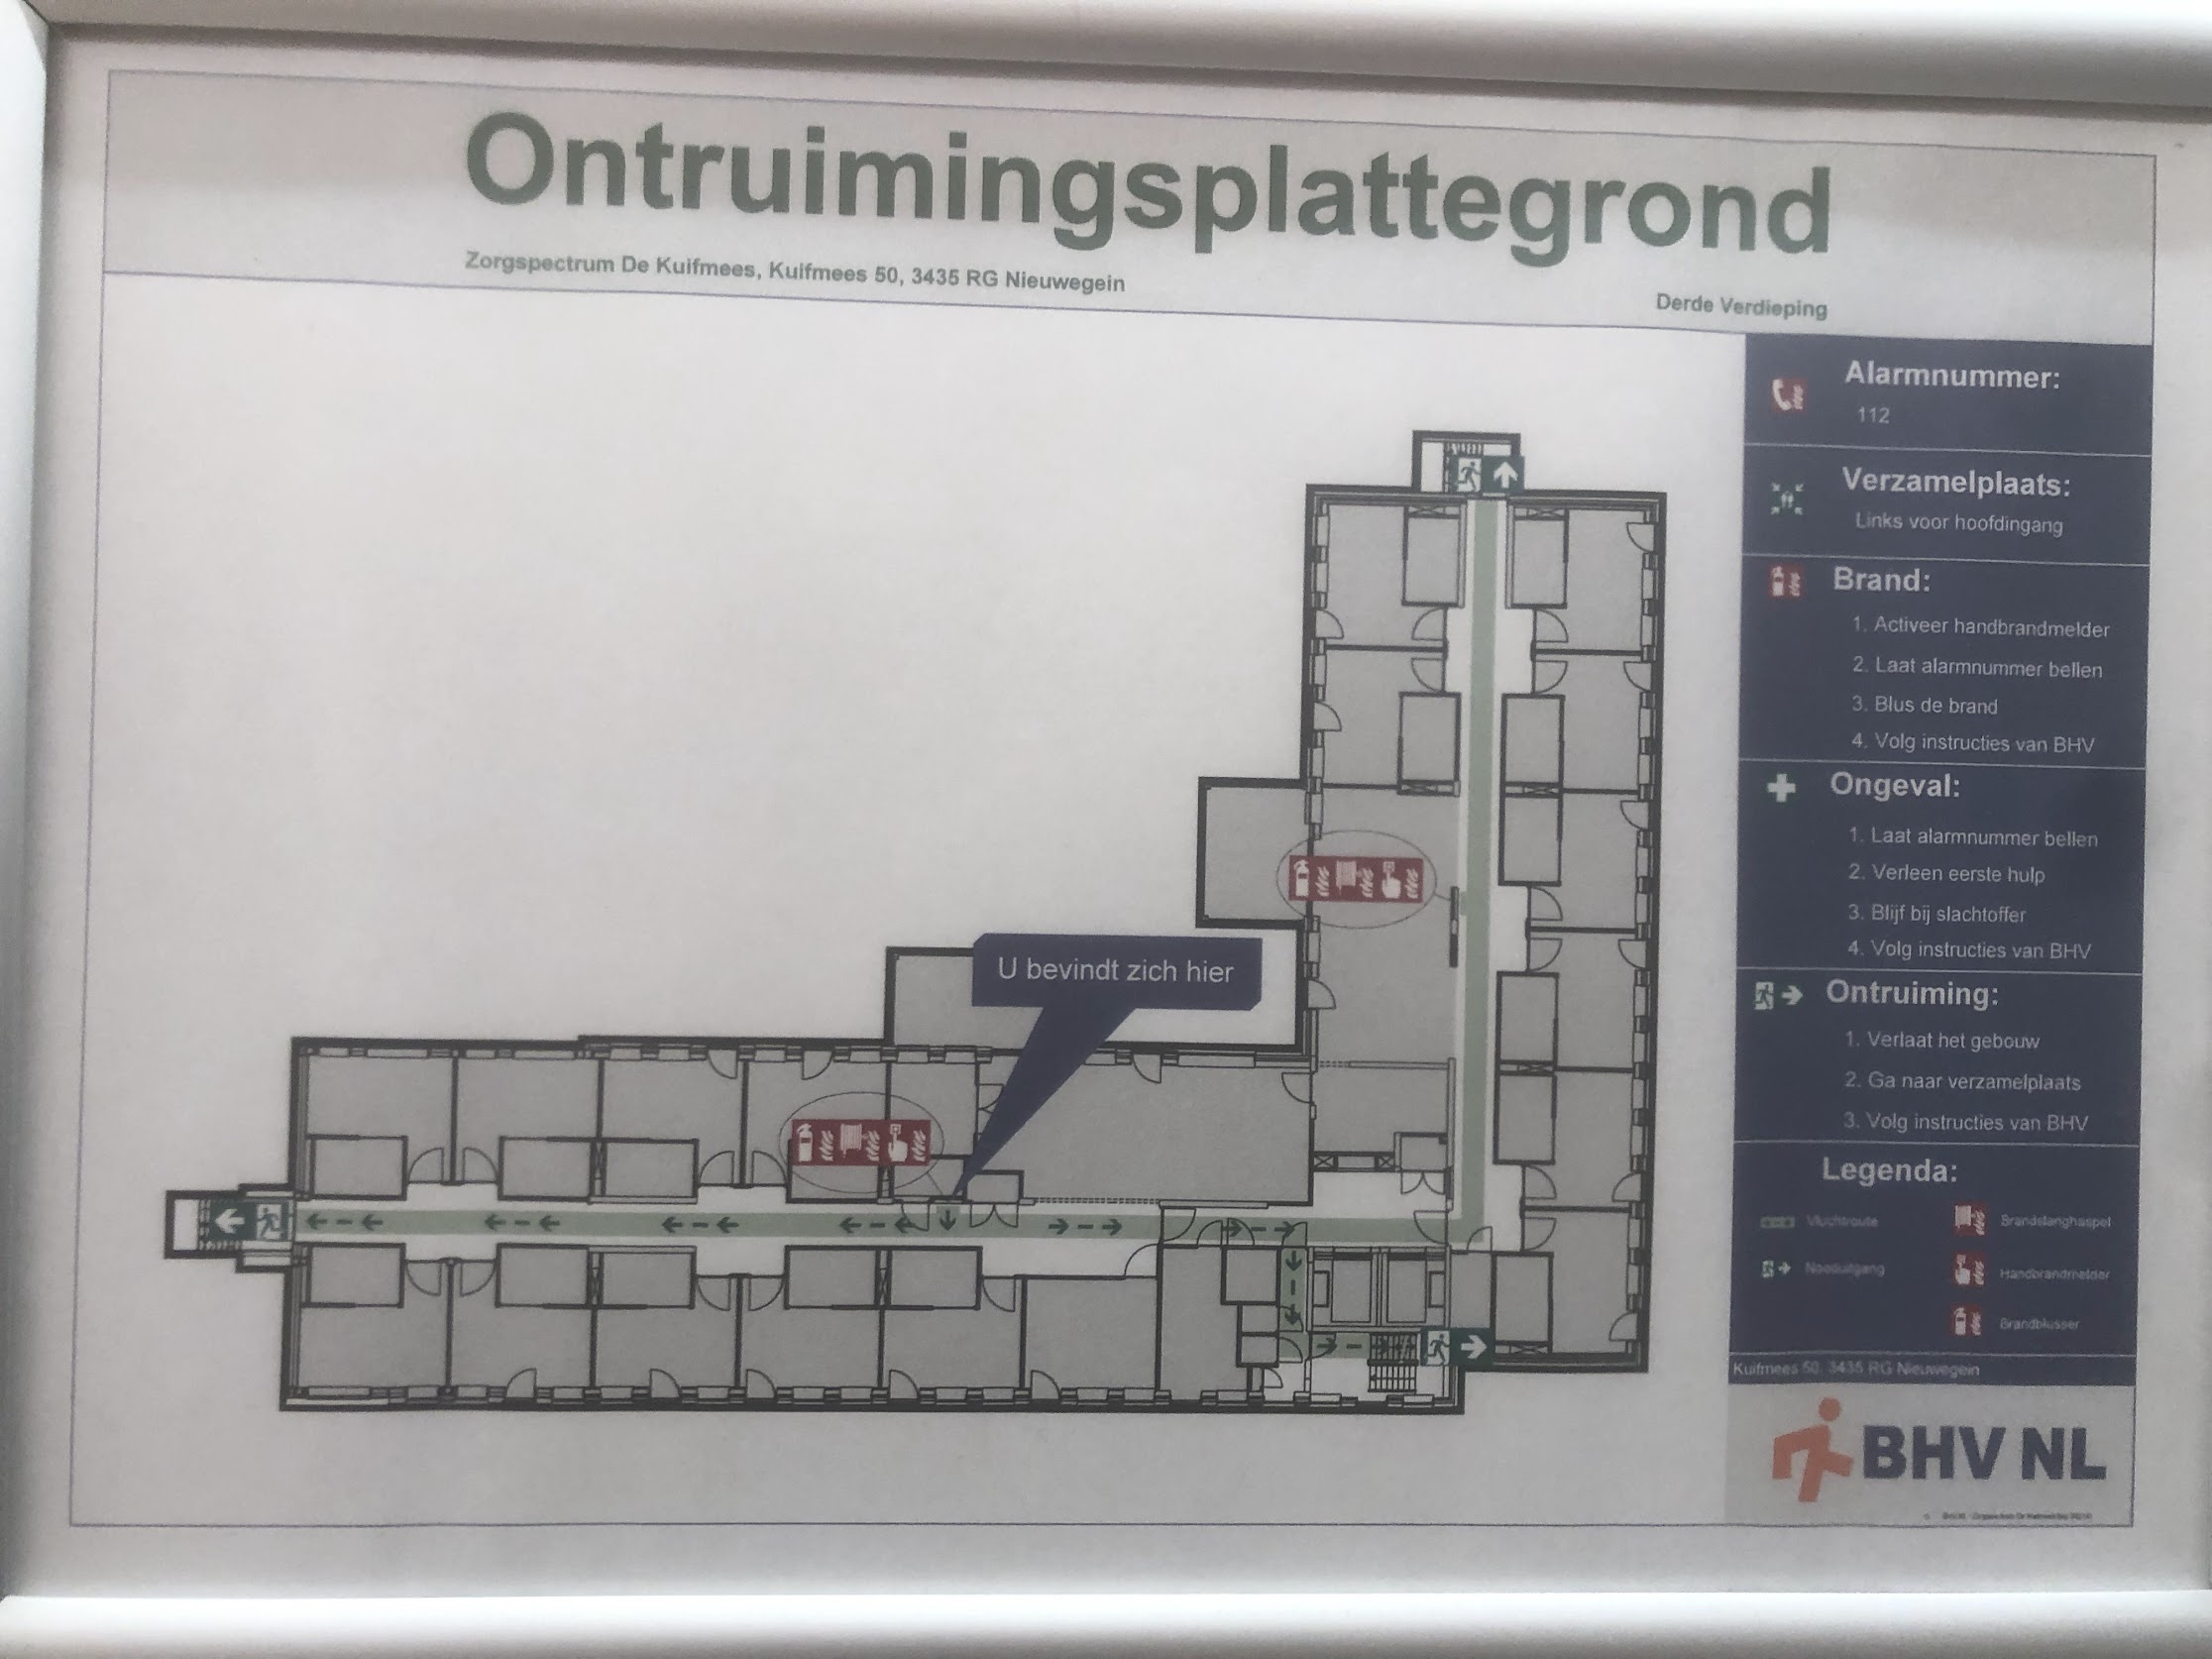 Ontruimingsplattegrond
Zorgspectrum De Kuifmees, Kuifmees 50, 3435 RG Nieuwegein
Derde Verdieping
Alarmnummer:
112
Verzamelplaats:
Links voor hoofdingang
Brand:
1. Activeer handbrandmelder
2. Laat alarmnummer bellen
3. Blus de brand
4. Volg instructies van BHV
Ongeval:
1. Laat alarmnummer bellen
2. Verleen eerste hulp
3. Blijf bij slachtoffer
4. Volg instructies van BHV
Ontruiming:
1. Verlaat het gebouw
2. Ga naar verzamelplaats
3. Volg instructies van BHV
Legenda:
Vluchtroute
Brandslanghaspel
Nooduitgang
Handbrandmelder
Brandblusser
Kuifmees 50, 3435 RG Nieuwegein
BHV NL
U bevindt zich hier